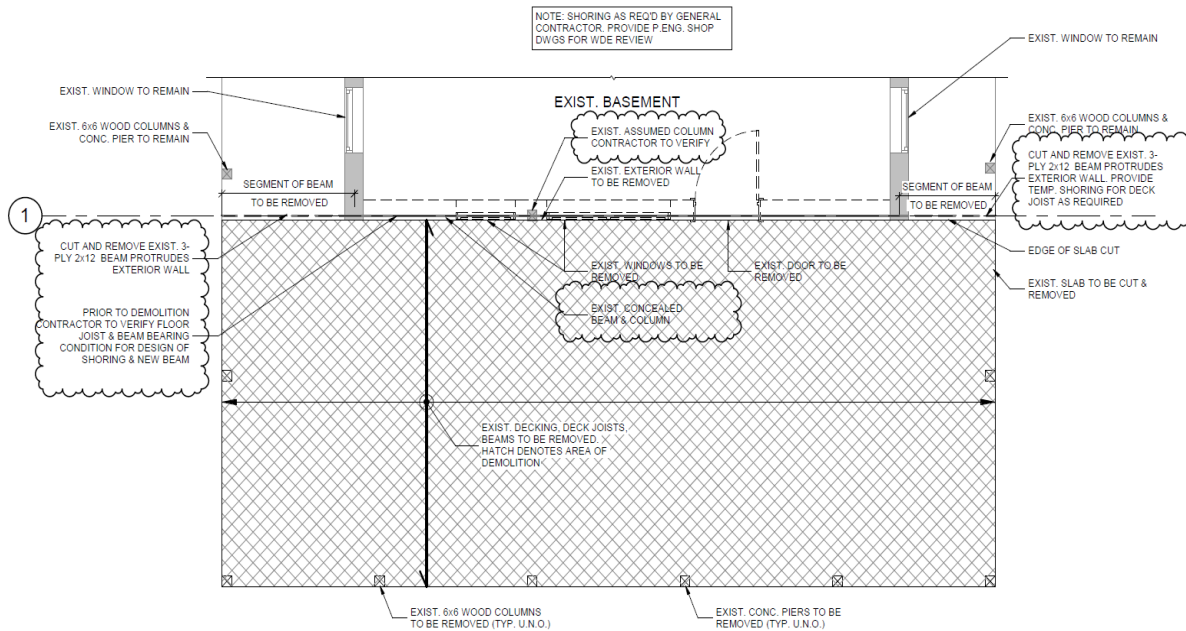 NOTE: SHORING AS REQ'D BY GENERAL
CONTRACTOR. PROVIDE P.ENG. SHOP
DWGS FOR WDE REVIEW
EXIST. WINDOW TO REMAIN
EXIST. WINDOW TO REMAIN
EXIST. BASEMENT
EXIST. 6x6 WOOD COLUMNS &
CONC. PIER TO REMAIN
EXIST. ASSUMED COLUMN
CONTRACTOR TO VERIFY
EXIST. 6x6 WOOD COLUMNS &
CONC. PIER TO REMAIN
EXIST. EXTERIOR WALL
TO BE REMOVED
CUT AND REMOVE EXIST. 3-
PLY 2x12 BEAM PROTRUDES
EXTERIOR WALL. PROVIDE
TEMP. SHORING FOR DECK
JOIST AS REQUIRED
SEGMENT OF BEAM
TO BE REMOVED
SEGMENT OF BEAM
TO BE REMOVED
1
CUT AND REMOVE EXIST. 3-
PLY 2x12 BEAM PROTRUDES
EXTERIOR WALL
EDGE OF SLAB CUT
EXIST. WINDOWS TO BE
REMOVED
EXIST. DOOR TO BE
REMOVED
EXIST. SLAB TO BE CUT &
REMOVED
PRIOR TO DEMOLITION
CONTRACTOR TO VERIFY FLOOR
JOIST & BEAM BEARING
CONDITION FOR DESIGN OF
SHORING & NEW BEAM
EXIST. CONCEALED
BEAM & COLUMN
EXIST. DECKING, DECK JOISTS,
BEAMS TO BE REMOVED.
HATCH DENOTES AREA OF
DEMOLITION
EXIST. 6x6 WOOD COLUMNS
TO BE REMOVED (TYP. U.N.O.)
EXIST. CONC. PIERS TO BE
REMOVED (TYP. U.N.O.)